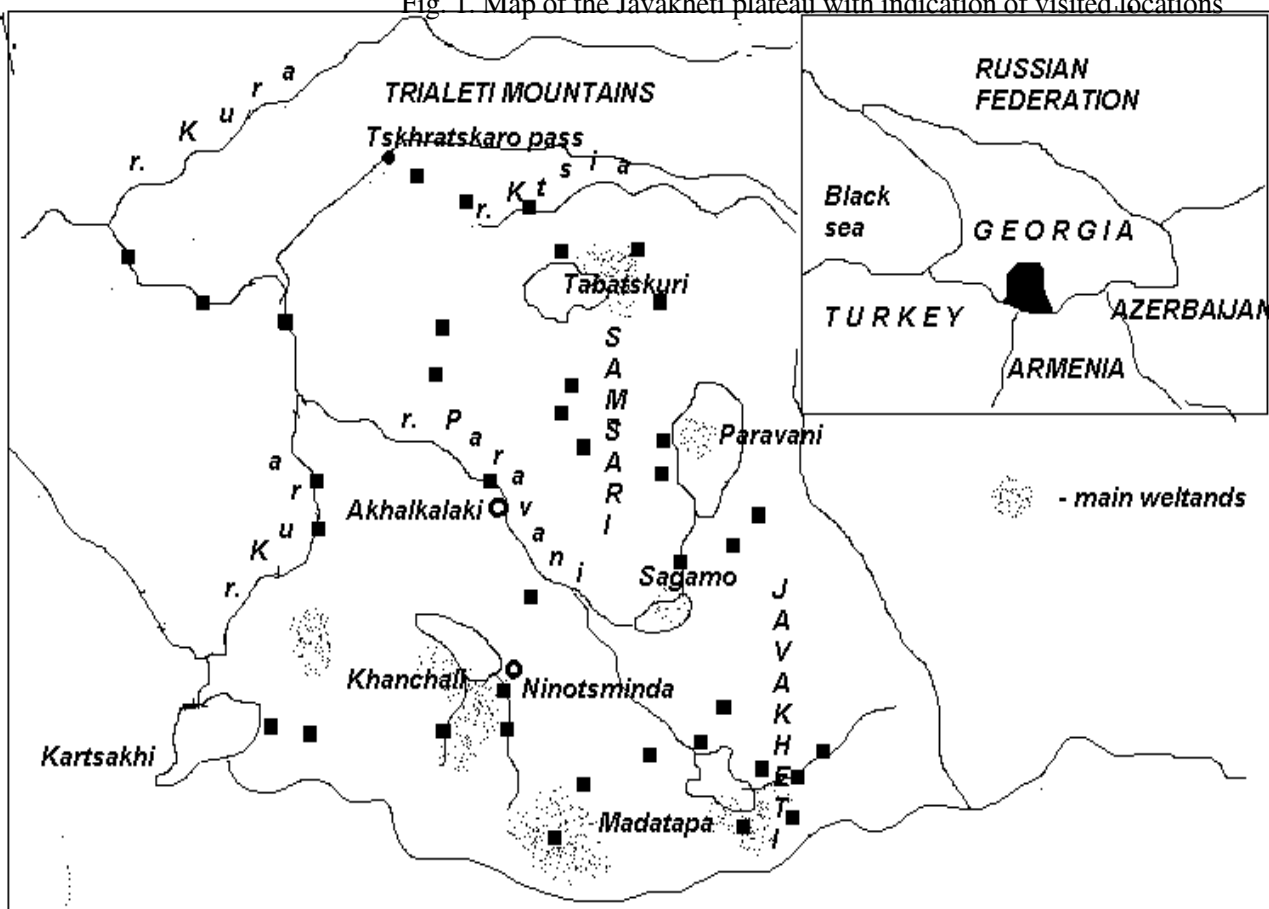 Fig. 1. Map of the Javakheti plateau with indication of visited locations
TRIALETI MOUNTAINS
RUSSIAN
FEDERATION
r. Kura
Tskhratskaro pass
r. Ktsia
Black
sea
GEORGIA
Tabatskuri
TURKEY
AZERBAIJAN
ARMENIA
SAMSARI
r. Paravani
Paravani
Akhalkalaki
- main weltands
r. Kura
Sagamo
JAVAKHETI
Khanchali
Ninotsminda
Kartsakhi
Madatapa